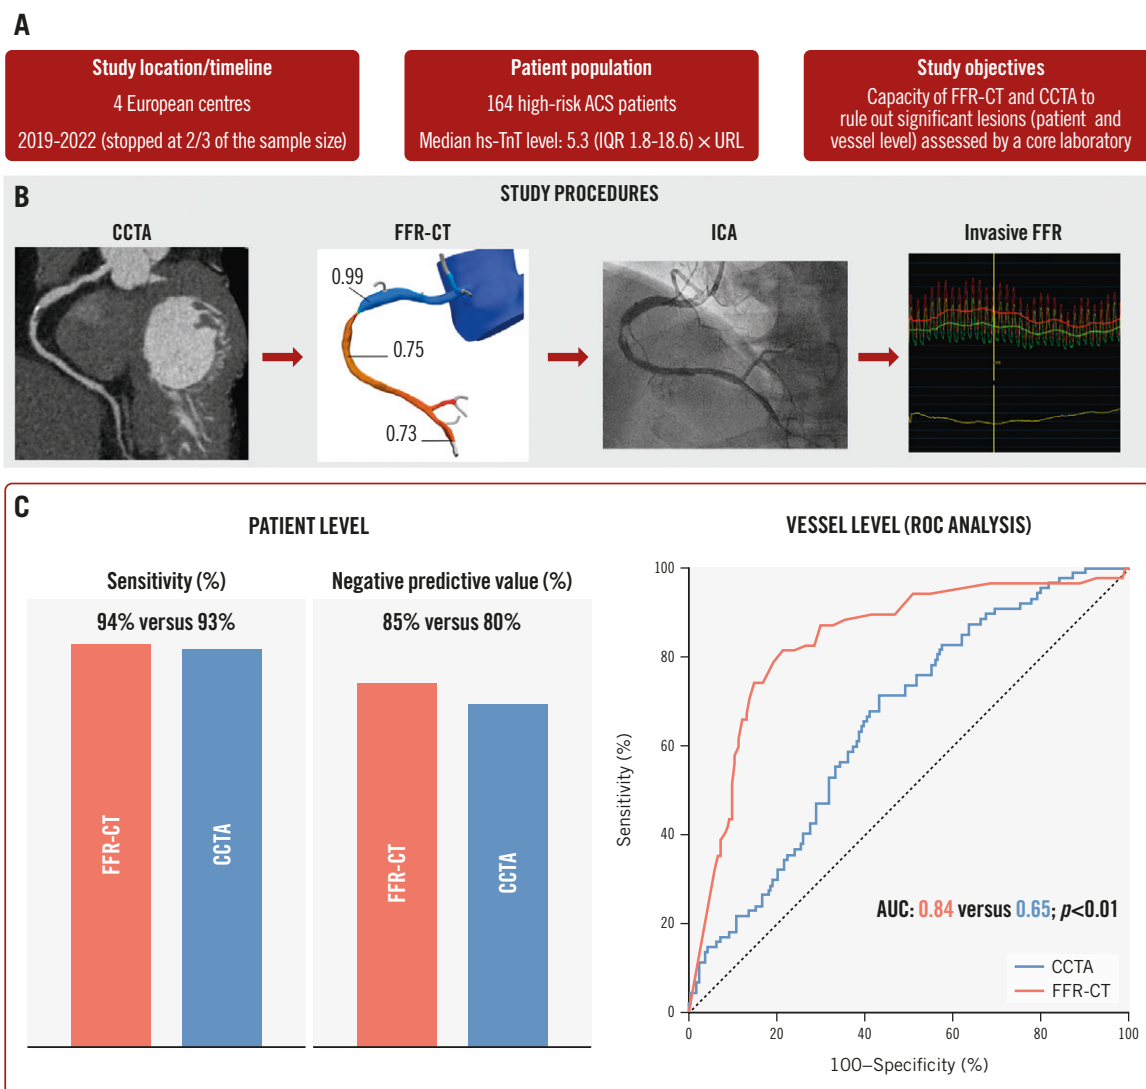 A
Study location/timeline
4 European centres
2019-2022 (stopped at 2/3 of the sample size)
Patient population
164 high-risk ACS patients
Median hs-TnT level: 5.3 (IQR 1.8-18.6) × URL
Study objectives
Capacity of FFR-CT and CCTA to
rule out significant lesions (patient and
vessel level) assessed by a core laboratory
B
STUDY PROCEDURES
CCTA
FFR-CT
ICA
Invasive FFR
0.99
0.75
0.73
C
PATIENT LEVEL
Sensitivity (%)
94% versus 93%
FFR-CT
CCTA
Negative predictive value (%)
85% versus 80%
FFR-CT
CCTA
VESSEL LEVEL (ROC ANALYSIS)
Sensitivity (%)
100
80
60
40
20
0
0
20
40
60
80
100
100–Specificity (%)
AUC: 0.84 versus 0.65; p<0.01
CCTA
FFR-CT